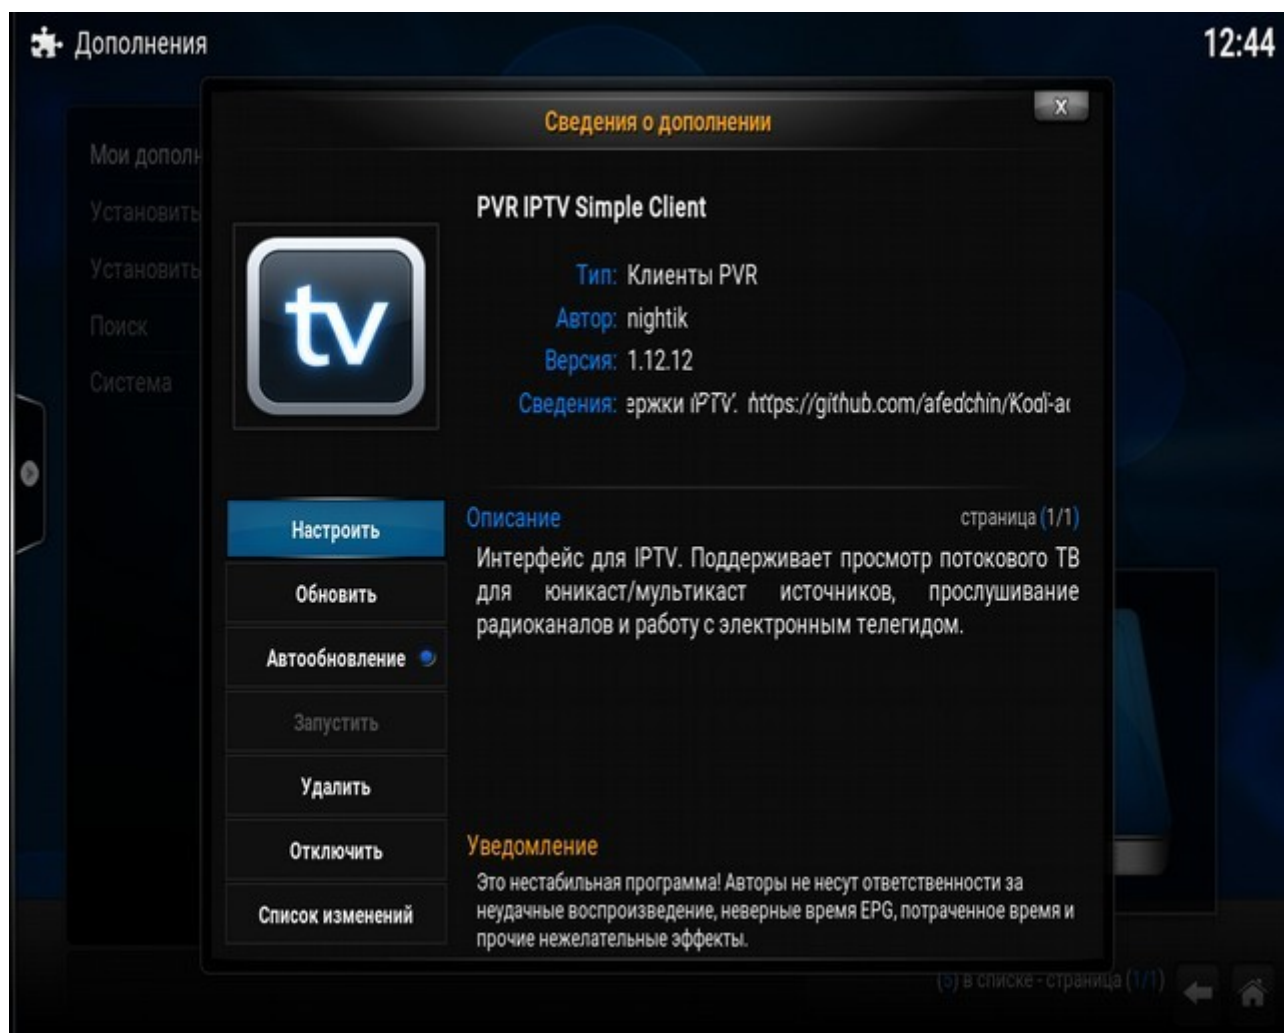 Дополнения
12:44
Сведения о дополнении
X
Мои дополн
Установить
Установить
Поиск
Система
tv
PVR IPTV Simple Client
Тип: Клиенты PVR
Автор: nightik
Версия: 1.12.12
Сведения: ержки IPTV. https://github.com/afedchin/Kodi-ad
Настроить
Обновить
Автообновление
Запустить
Удалить
Отключить
Список изменений
Описание
страница (1/1)
Интерфейс для IPTV. Поддерживает просмотр потокового ТВ
для юникаст/мультикаст источников, прослушивание
радиоканалов и работу с электронным телегидом.
Уведомление
Это нестабильная программа! Авторы не несут ответственности за
неудачные воспроизведение, неверные время EPG, потраченное время и
прочие нежелательные эффекты.
(5) в списке - страница (1/1)